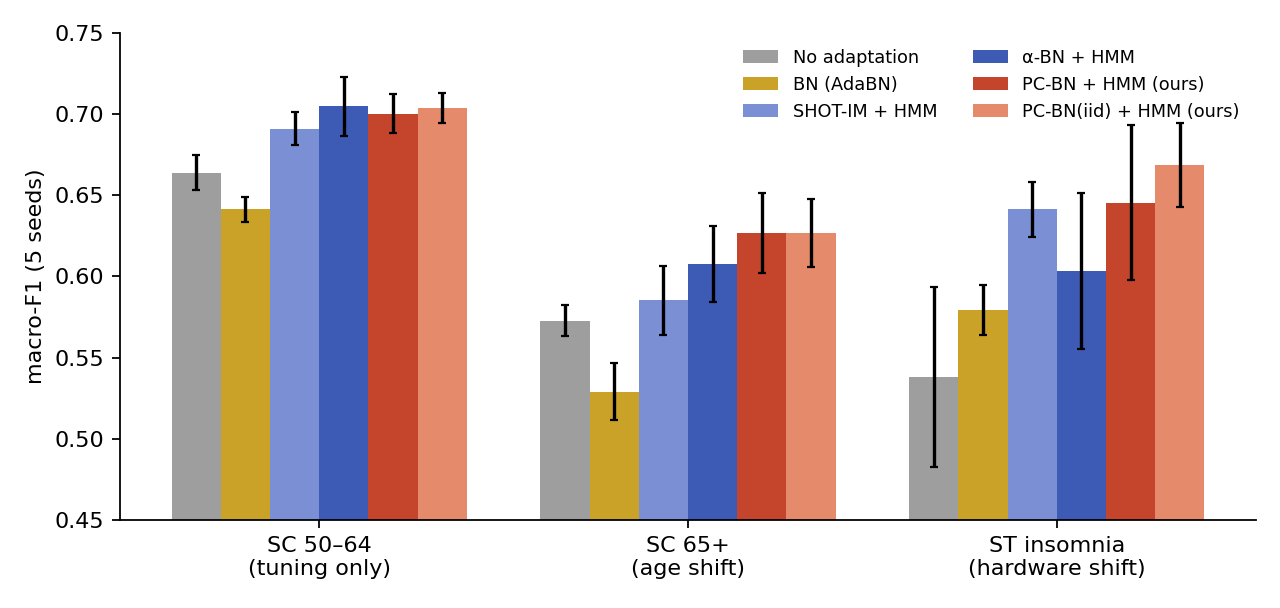 0.75
0.70
0.65
0.60
0.55
0.50
0.45
macro-F1 (5 seeds)
No adaptation
BN (AdaBN)
SHOT-IM + HMM
α-BN + HMM
PC-BN + HMM (ours)
PC-BN(iid) + HMM (ours)
SC 50–64
(tuning only)
SC 65+
(age shift)
ST insomnia
(hardware shift)